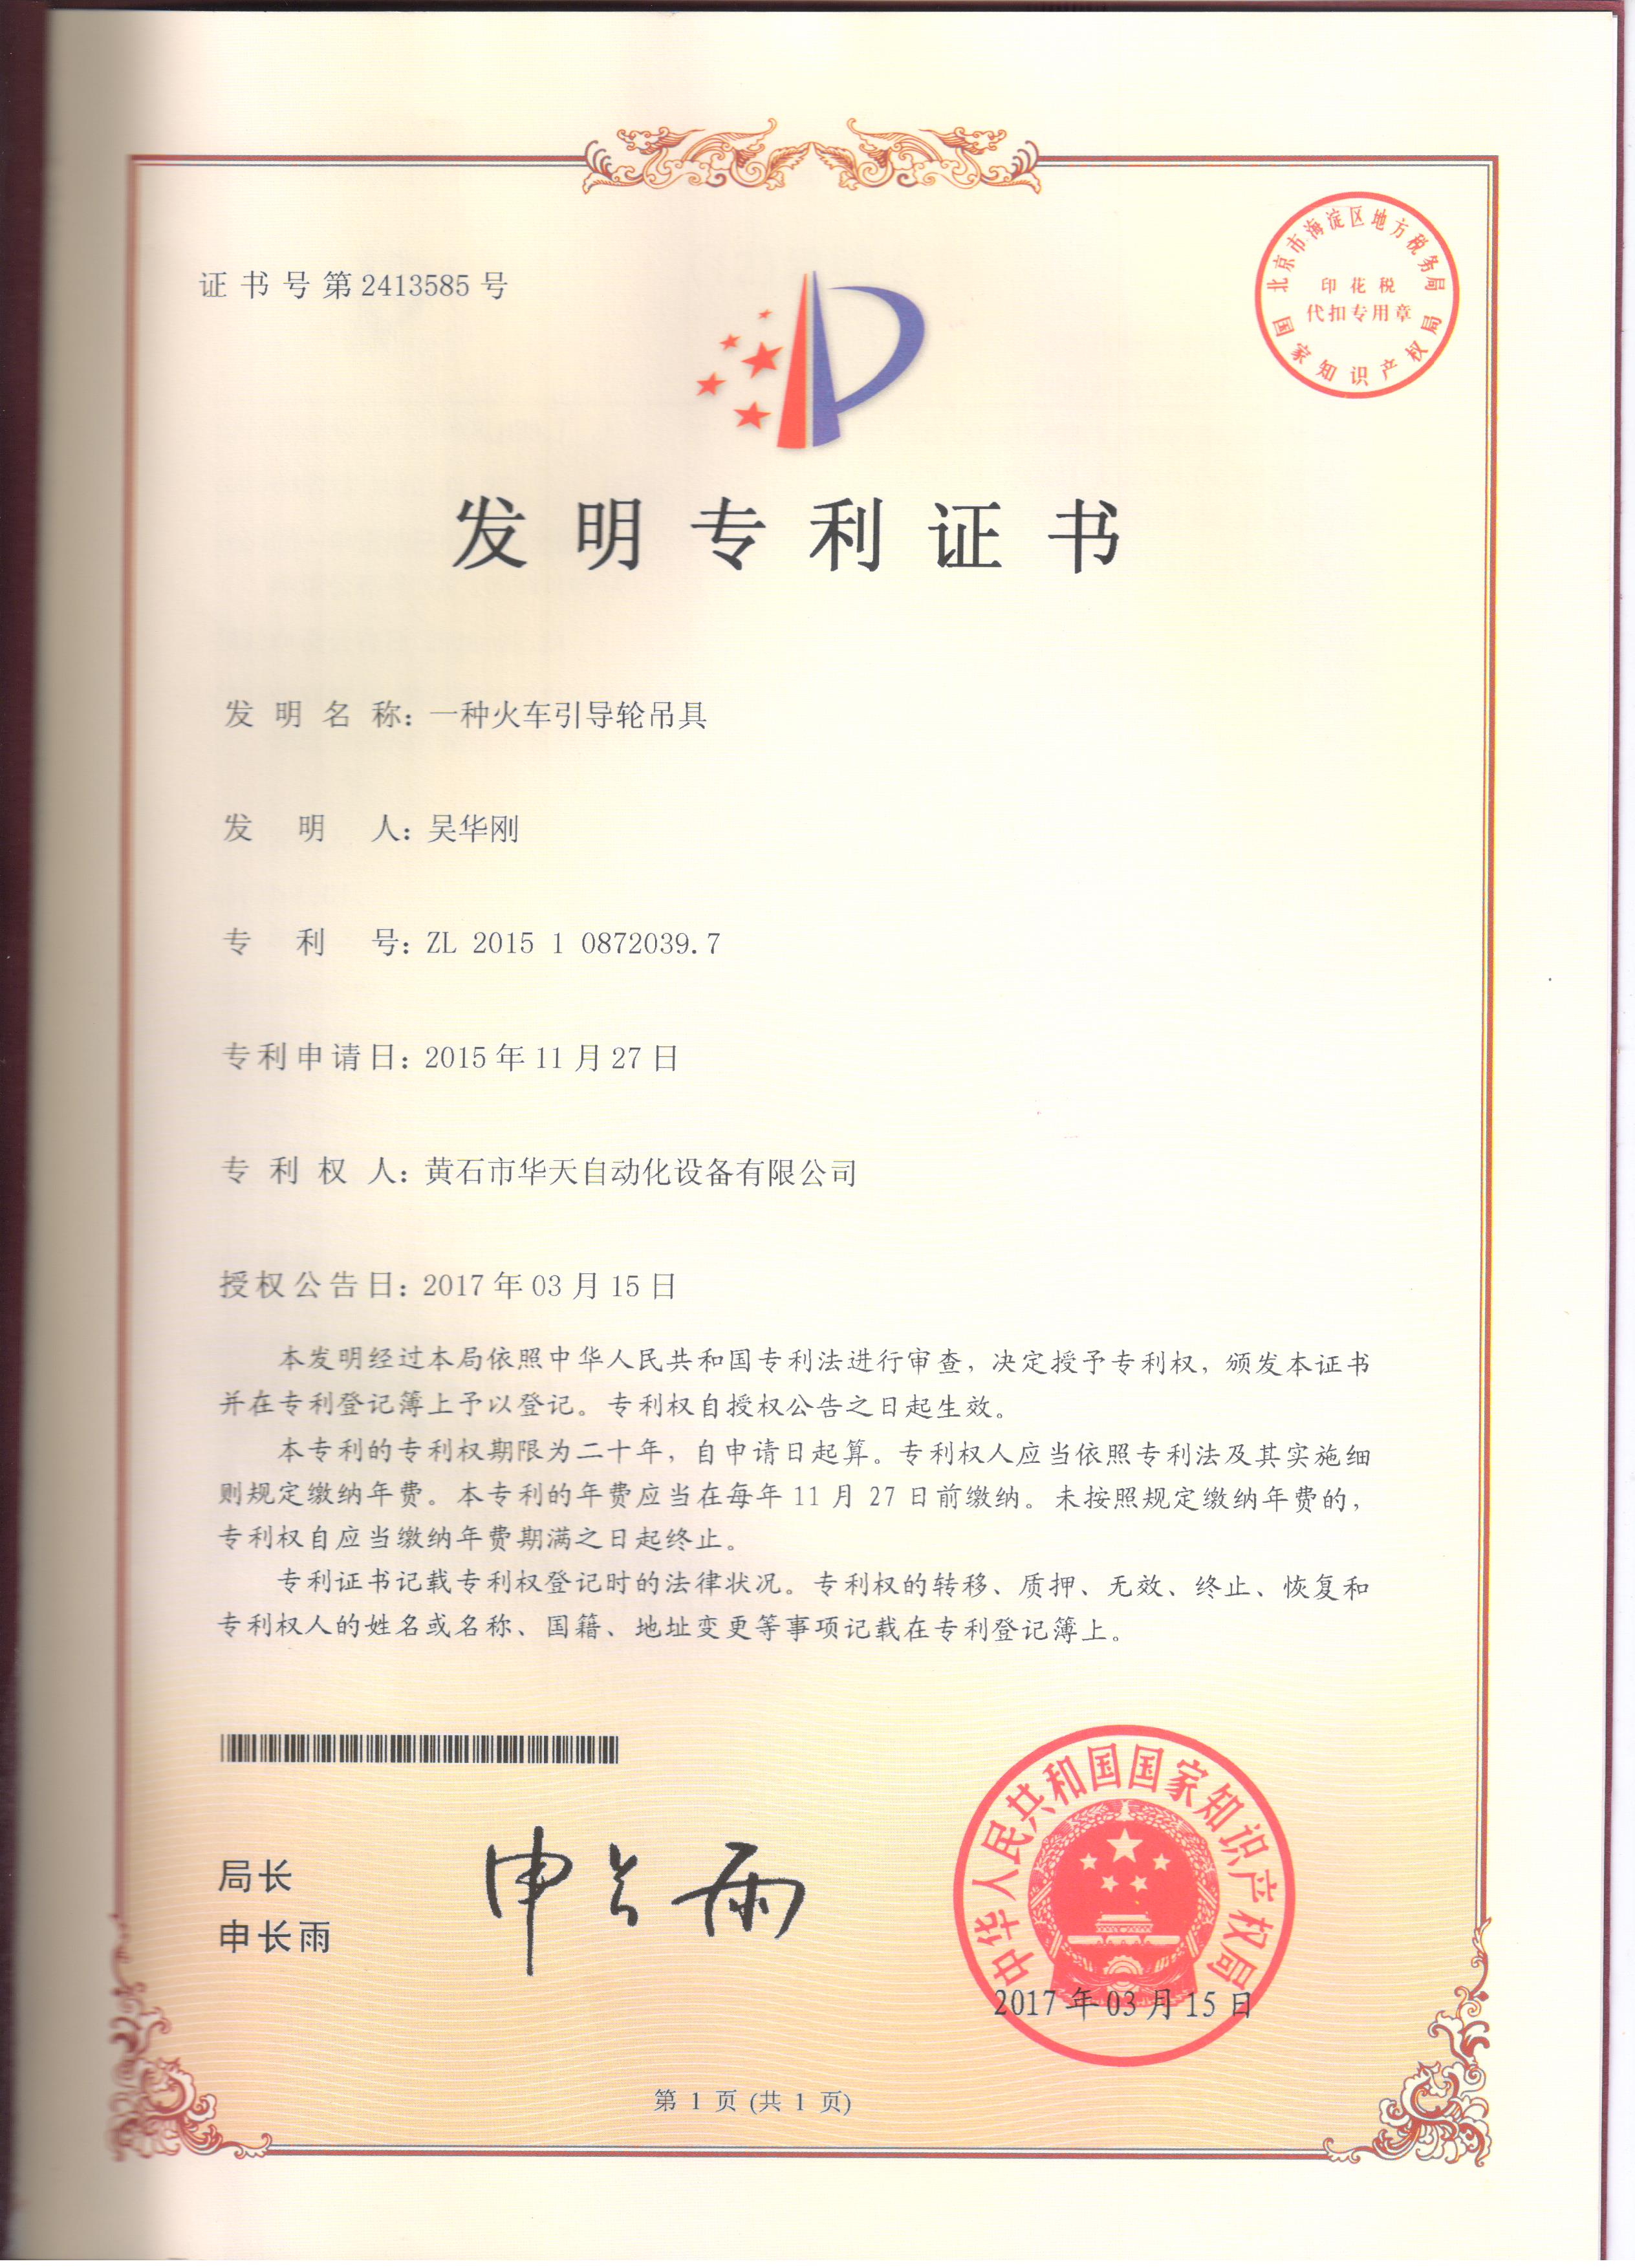 证书号第2413585号
北京市海淀区地方税务局
印花税
代扣专用章
国家知识产权局
发明专利证书
发明名称：一种火车引导轮吊具
发明人：吴华刚
专利号：ZL 2015 1 0872039.7
专利申请日：2015年11月27日
专利权人：黄石市华天自动化设备有限公司
授权公告日：2017年03月15日
本发明经过本局依照中华人民共和国专利法进行审查，决定授予专利权，颁发本证书
并在专利登记簿上予以登记。专利权自授权公告之日起生效。
本专利的专利权期限为二十年，自申请日起算。专利权人应当依照专利法及其实施细
则规定缴纳年费。本专利的年费应当在每年11月27日前缴纳。未按照规定缴纳年费的，
专利权自应当缴纳年费期满之日起终止。
专利证书记载专利权登记时的法律状况。专利权的转移、质押、无效、终止、恢复和
专利权人的姓名或名称、国籍、地址变更等事项记载在专利登记簿上。
局长
申长雨
申长雨
中华人民共和国国家知识产权局
2017年03月15日
第 1 页 (共 1 页)